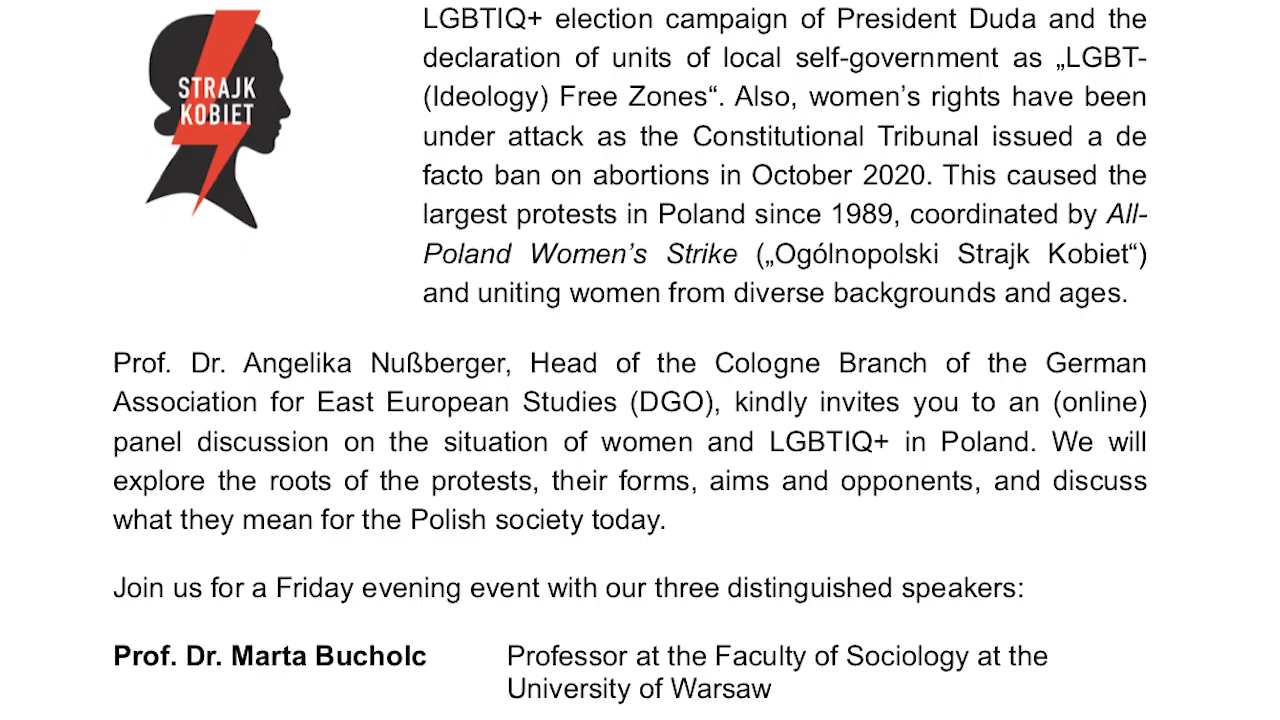 STRAJK
KOBIET
LGBTIQ+ election campaign of President Duda and the
declaration of units of local self-government as „LGBT-
(Ideology) Free Zones“. Also, women’s rights have been
under attack as the Constitutional Tribunal issued a de
facto ban on abortions in October 2020. This caused the
largest protests in Poland since 1989, coordinated by All-
Poland Women’s Strike („Ogólnopolski Strajk Kobiet“)
and uniting women from diverse backgrounds and ages.
Prof. Dr. Angelika Nußberger, Head of the Cologne Branch of the German
Association for East European Studies (DGO), kindly invites you to an (online)
panel discussion on the situation of women and LGBTIQ+ in Poland. We will
explore the roots of the protests, their forms, aims and opponents, and discuss
what they mean for the Polish society today.
Join us for a Friday evening event with our three distinguished speakers:
Prof. Dr. Marta Bucholc Professor at the Faculty of Sociology at the
University of Warsaw